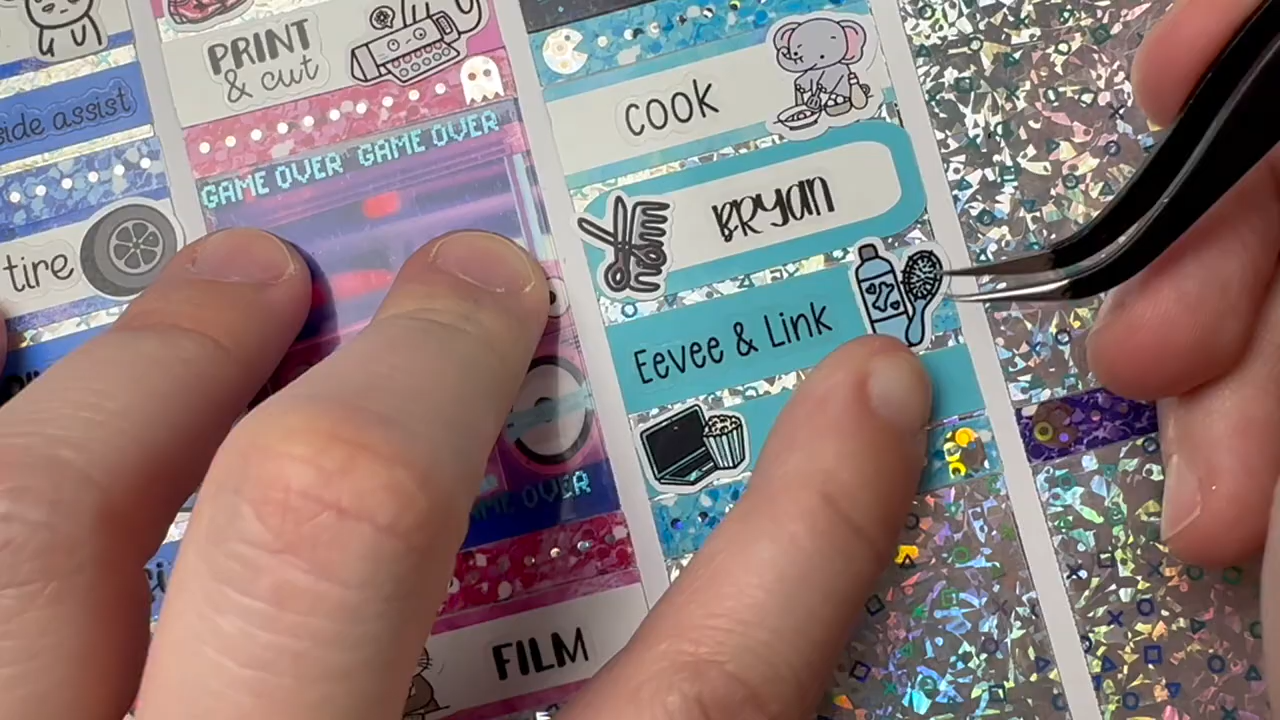 side assist
tire
PRINT
& cut
GAME OVER GAME OVER
GAME OVER
FILM
COOK
BRYAN
Eevee & Link